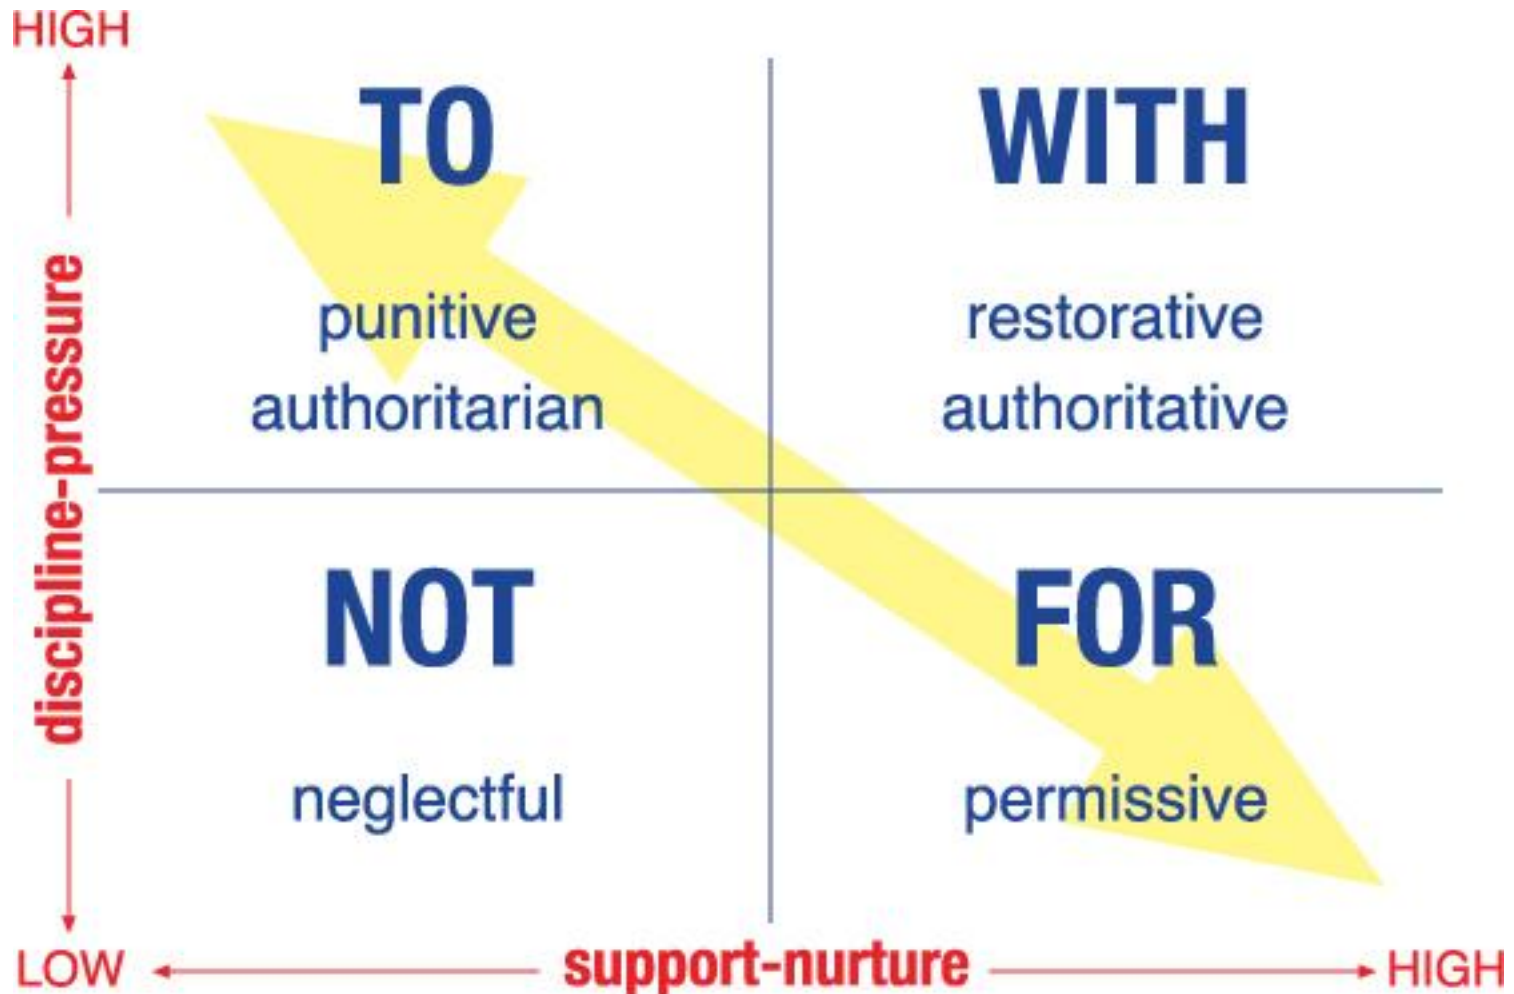 HIGH
TO
WITH
punitive
authoritarian
restorative
authoritative
discipline-pressure
NOT
FOR
neglectful
permissive
LOW
support-nurture
HIGH